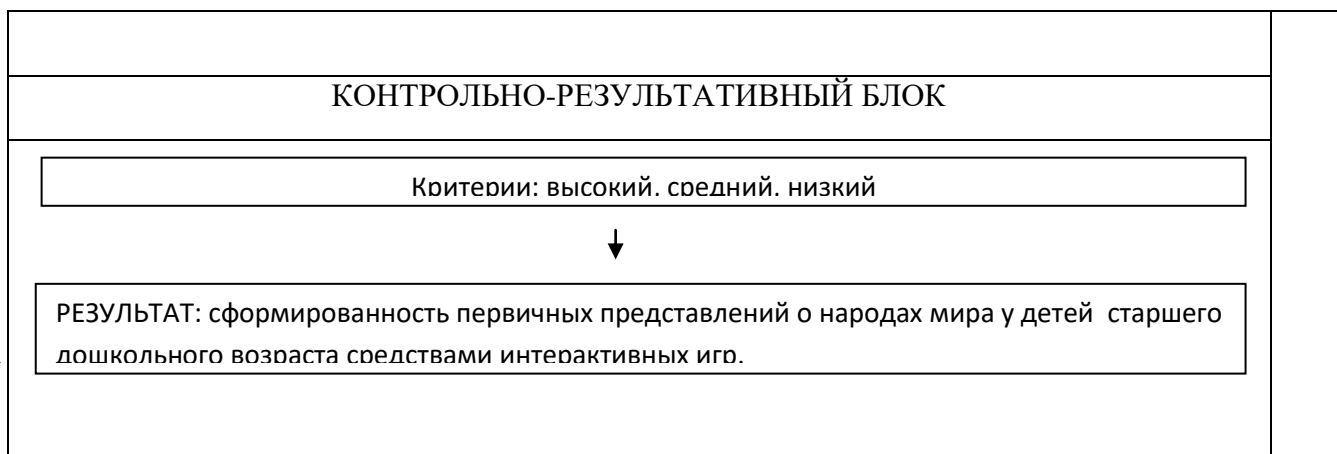 КОНТРОЛЬНО-РЕЗУЛЬТАТИВНЫЙ БЛОК
Критерии: высокий, средний, низкий
РЕЗУЛЬТАТ: сформированность первичных представлений о народах мира у детей старшего
дошкольного возраста средствами интерактивных игр.